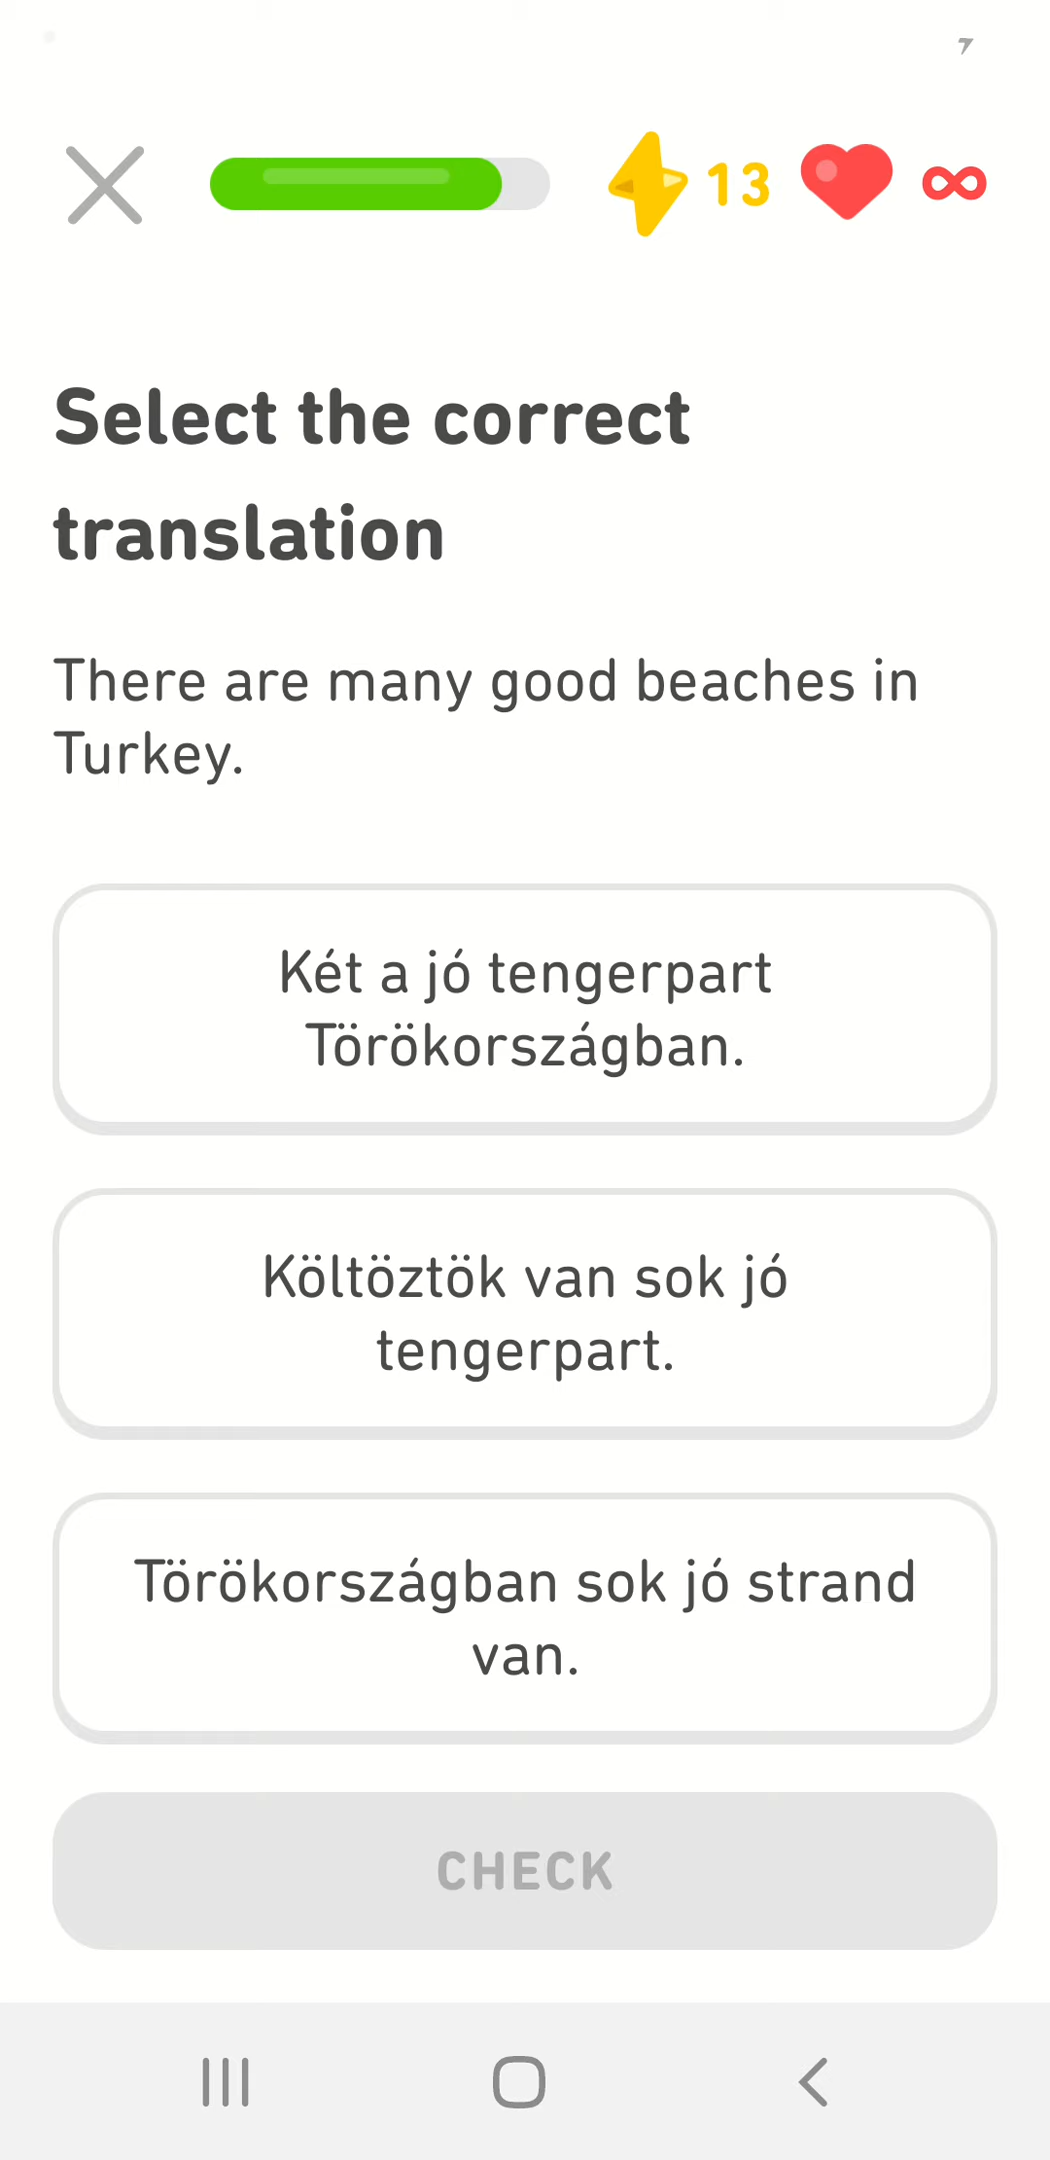 13
Select the correct
translation
There are many good beaches in
Turkey.
Két a jó tengerpart
Törökországban.
Költöztök van sok jó
tengerpart.
Törökországban sok jó strand
van.
CHECK